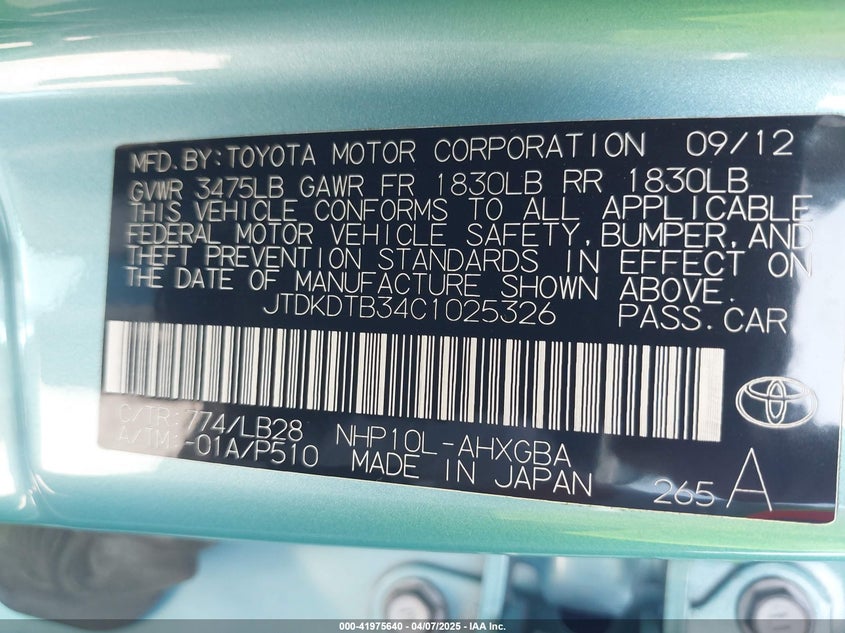 MFD. BY: TOYOTA MOTOR CORPORATION 09/12
GVWR 3475LB GAWR FR 1830LB RR 1830LB
THIS VEHICLE CONFORMS TO ALL APPLICABLE
FEDERAL MOTOR VEHICLE SAFETY, BUMPER, AND
THEFT PREVENTION STANDARDS IN EFFECT ON
THE DATE OF MANUFACTURE SHOWN ABOVE.
JTDKDTB34C1025326 PASS. CAR
C/TR: 774/LB28 NHP10L-AHXGBA
A/TM: -01A/P510 MADE IN JAPAN
265 A
000-41975640 - 04/07/2025 - IAA Inc.